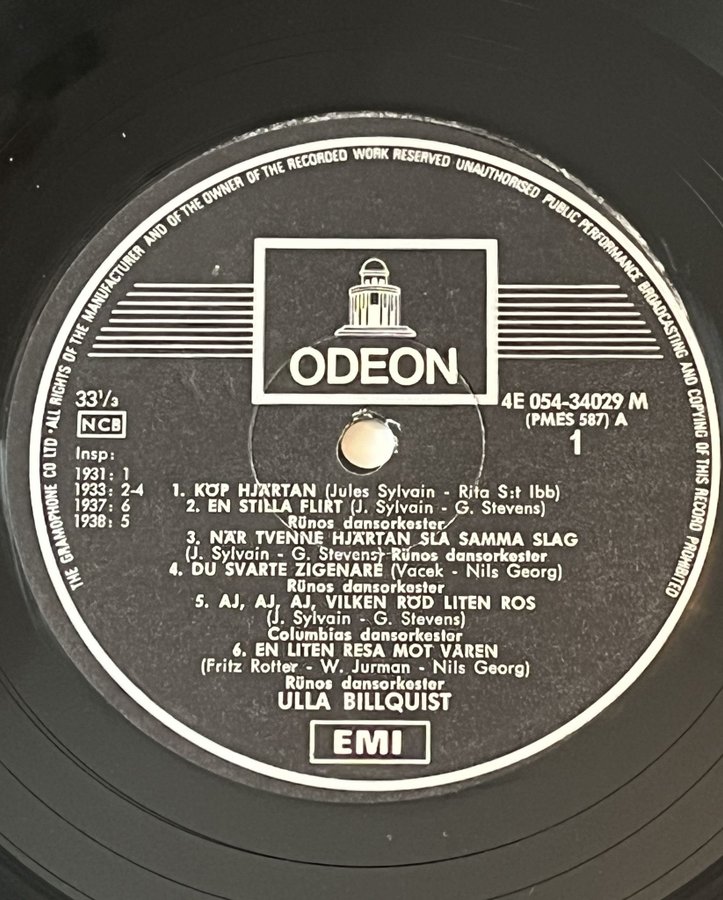 THE GRAMOPHONE CO LTD · ALL RIGHTS OF THE MANUFACTURER AND OF THE OWNER OF THE RECORDED WORK RESERVED UNAUTHORISED PUBLIC PERFORMANCE BROADCASTING AND COPYING OF THIS RECORD PROHIBITED
ODEON
33⅓
NCB
4E 054-34029 M
(PMES 587) A
1
Insp:
1931: 1
1933: 2-4
1937: 6
1938: 5
1. KÖP HJÄRTAN (Jules Sylvain - Rita S:t Ibb)
2. EN STILLA FLIRT (J. Sylvain - G. Stevens)
Rünos dansorkester
3. NÄR TVENNE HJÄRTAN SLÅ SAMMA SLAG
(J. Sylvain - G. Stevens) Rünos dansorkester
4. DU SVARTE ZIGENARE (Vacek - Nils Georg)
Rünos dansorkester
5. AJ, AJ, AJ, VILKEN RÖD LITEN ROS
(J. Sylvain - G. Stevens)
Columbias dansorkester
6. EN LITEN RESA MOT VÅREN
(Fritz Rotter - W. Jurman - Nils Georg)
Rünos dansorkester
ULLA BILLQUIST
EMI